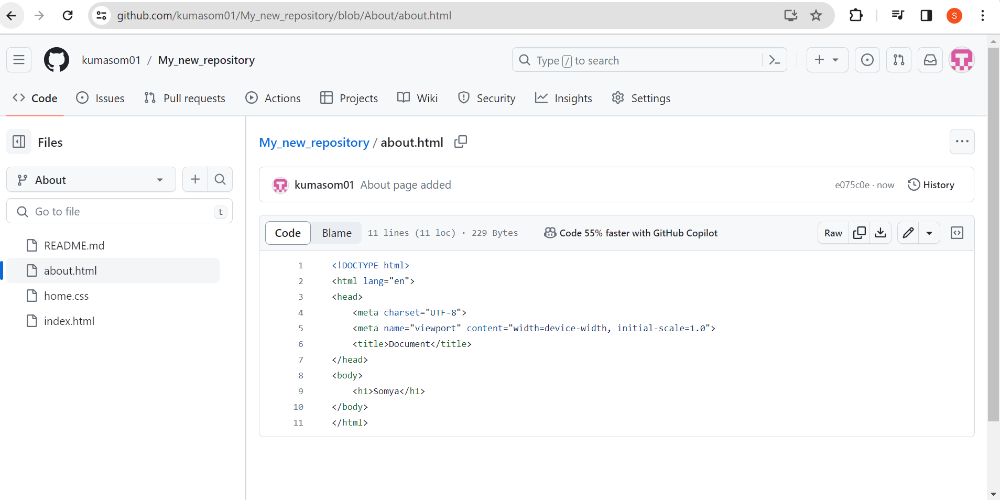 github.com/kumasom01/My_new_repository/blob/About/about.html
S
kumasom01 / My_new_repository
Type / to search
Code Issues Pull requests Actions Projects Wiki Security Insights Settings
Files
About
Go to file t
README.md
about.html
home.css
index.html
My_new_repository / about.html
kumasom01 About page added e075c0e · now History
Code Blame 11 lines (11 loc) · 229 Bytes Code 55% faster with GitHub Copilot Raw
1 <!DOCTYPE html>
2 <html lang="en">
3 <head>
4     <meta charset="UTF-8">
5     <meta name="viewport" content="width=device-width, initial-scale=1.0">
6     <title>Document</title>
7 </head>
8 <body>
9     <h1>Somya</h1>
10 </body>
11 </html>